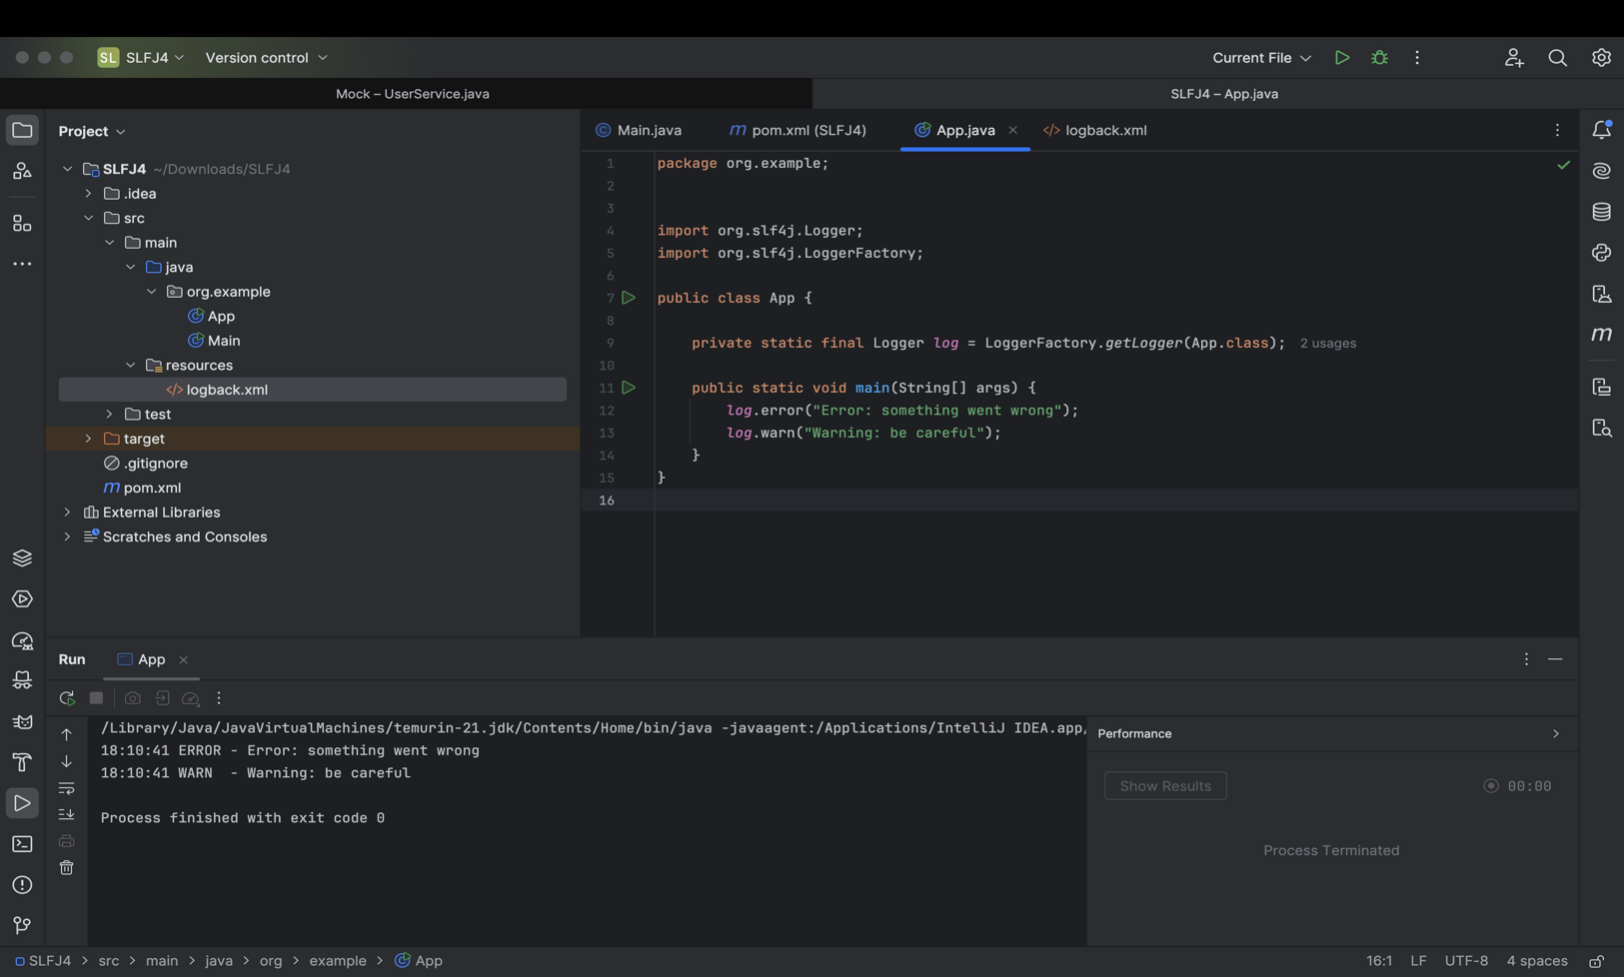 SL SLFJ4 Version control Current File
Mock – UserService.java SLFJ4 – App.java
Project
SLFJ4 ~/Downloads/SLFJ4
.idea
src
main
java
org.example
App
Main
resources
logback.xml
test
target
.gitignore
pom.xml
External Libraries
Scratches and Consoles
Main.java pom.xml (SLFJ4) App.java logback.xml
1 package org.example;
2
3
4 import org.slf4j.Logger;
5 import org.slf4j.LoggerFactory;
6
7 public class App {
8
9 private static final Logger log = LoggerFactory.getLogger(App.class); 2 usages
10
11 public static void main(String[] args) {
12 log.error("Error: something went wrong");
13 log.warn("Warning: be careful");
14 }
15 }
16
Run App
/Library/Java/JavaVirtualMachines/temurin-21.jdk/Contents/Home/bin/java -javaagent:/Applications/IntelliJ IDEA.app,
18:10:41 ERROR - Error: something went wrong
18:10:41 WARN  - Warning: be careful
Process finished with exit code 0
Performance
Show Results 00:00
Process Terminated
SLFJ4 > src > main > java > org > example > App 16:1 LF UTF-8 4 spaces